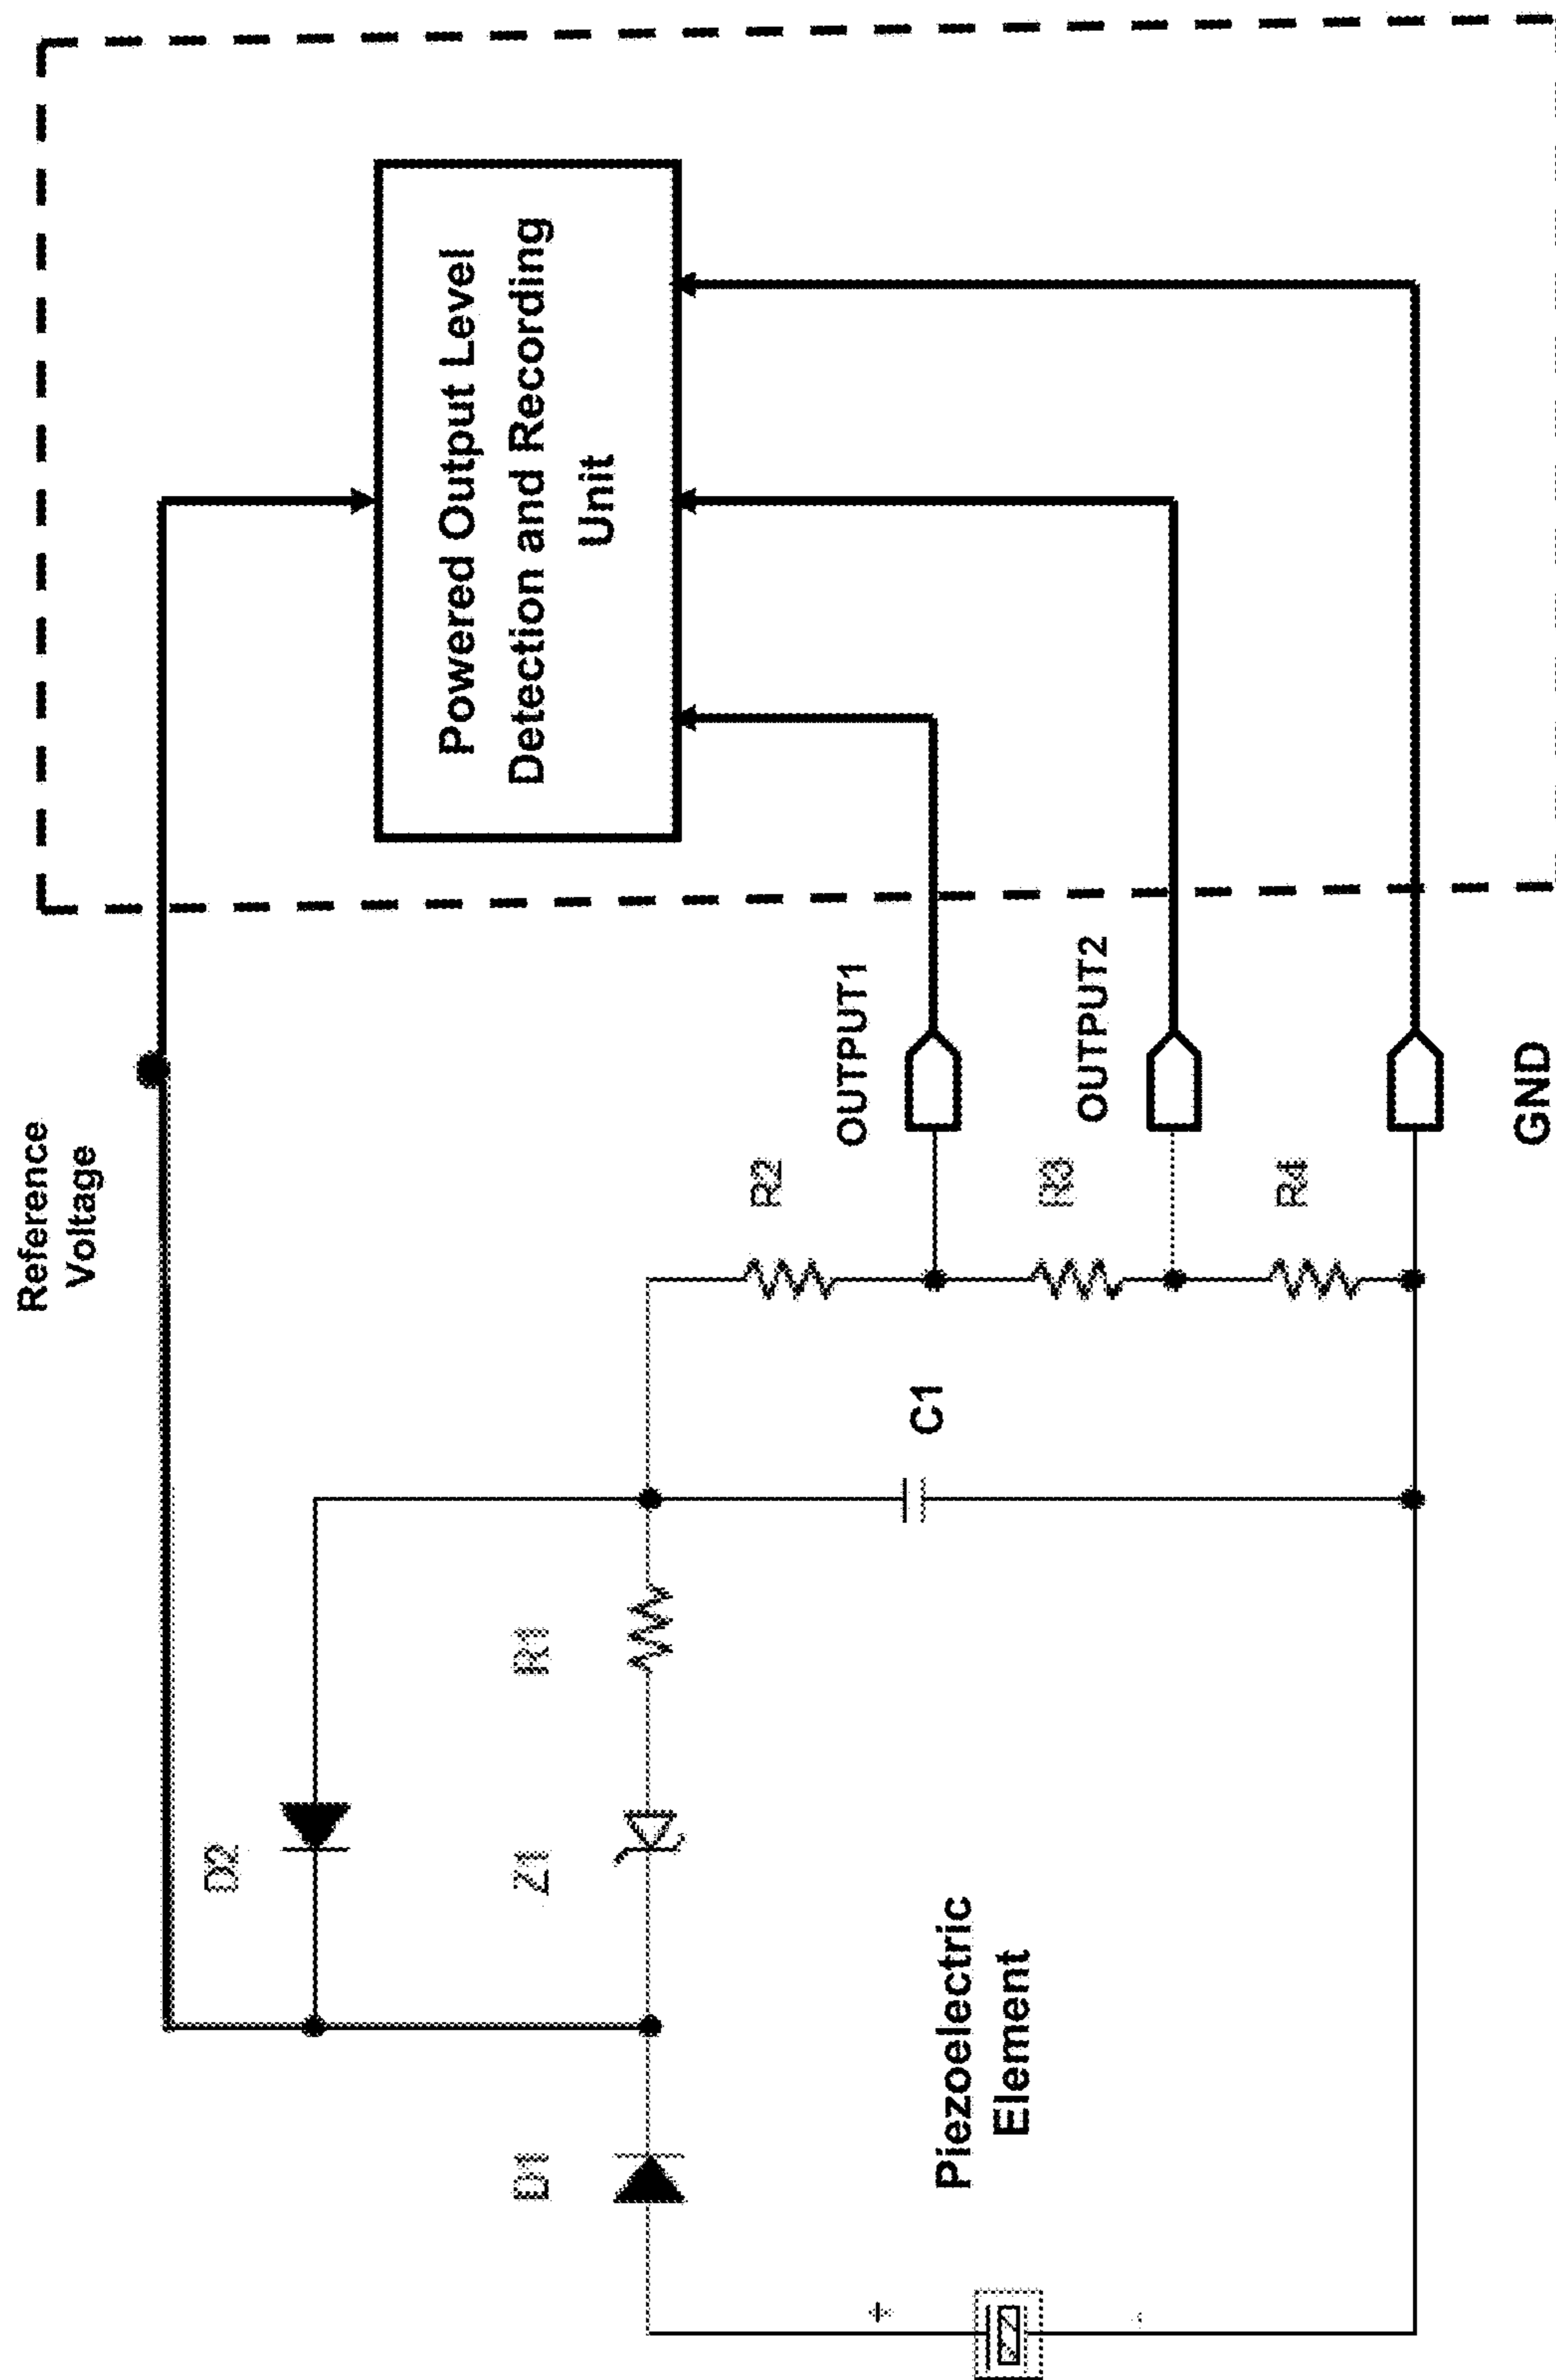 Reference
Voltage
Powered Output Level
Detection and Recording
Unit
D2
D1
Z1
R1
R2
OUTPUT1
C1
Piezoelectric
Element
+
-
R3
OUTPUT2
R4
GND